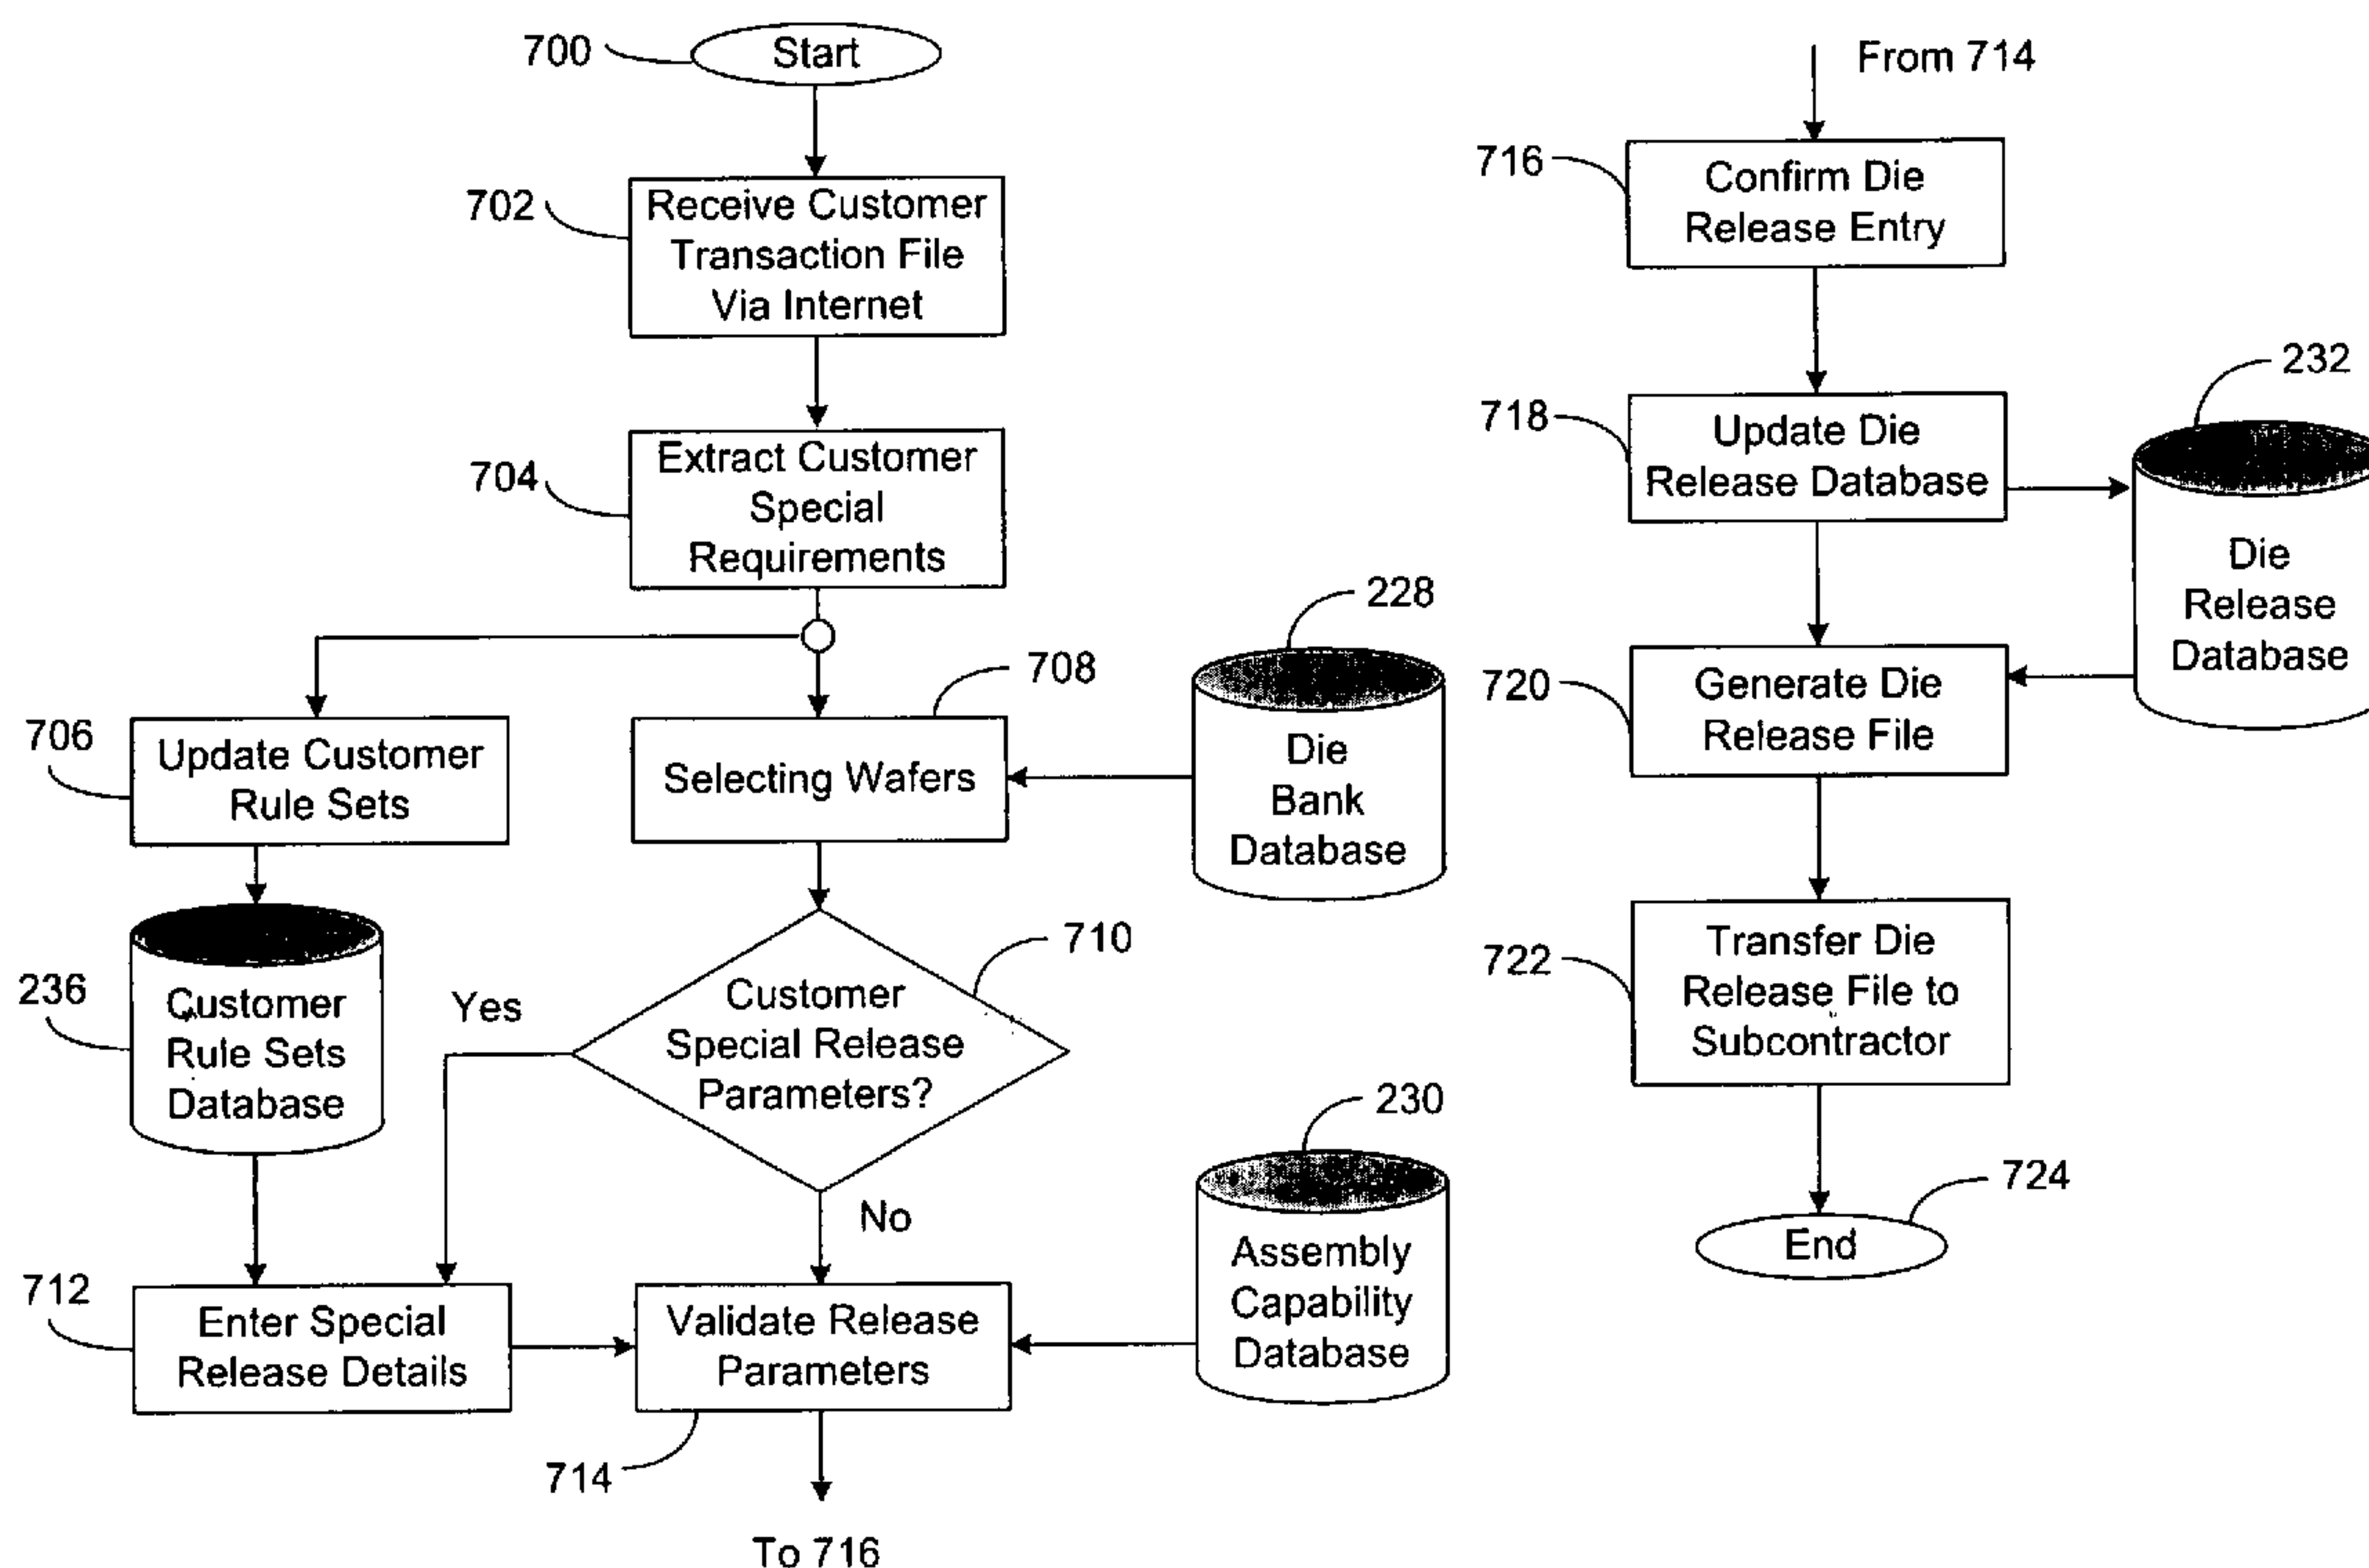 700
Start
702
Receive Customer
Transaction File
Via Internet
704
Extract Customer
Special
Requirements
706
Update Customer
Rule Sets
708
Selecting Wafers
228
Die
Bank
Database
236
Customer
Rule Sets
Database
Yes
710
Customer
Special Release
Parameters?
No
230
Assembly
Capability
Database
712
Enter Special
Release Details
Validate Release
Parameters
714
To 716
From 714
716
Confirm Die
Release Entry
718
Update Die
Release Database
232
Die
Release
Database
720
Generate Die
Release File
722
Transfer Die
Release File to
Subcontractor
724
End